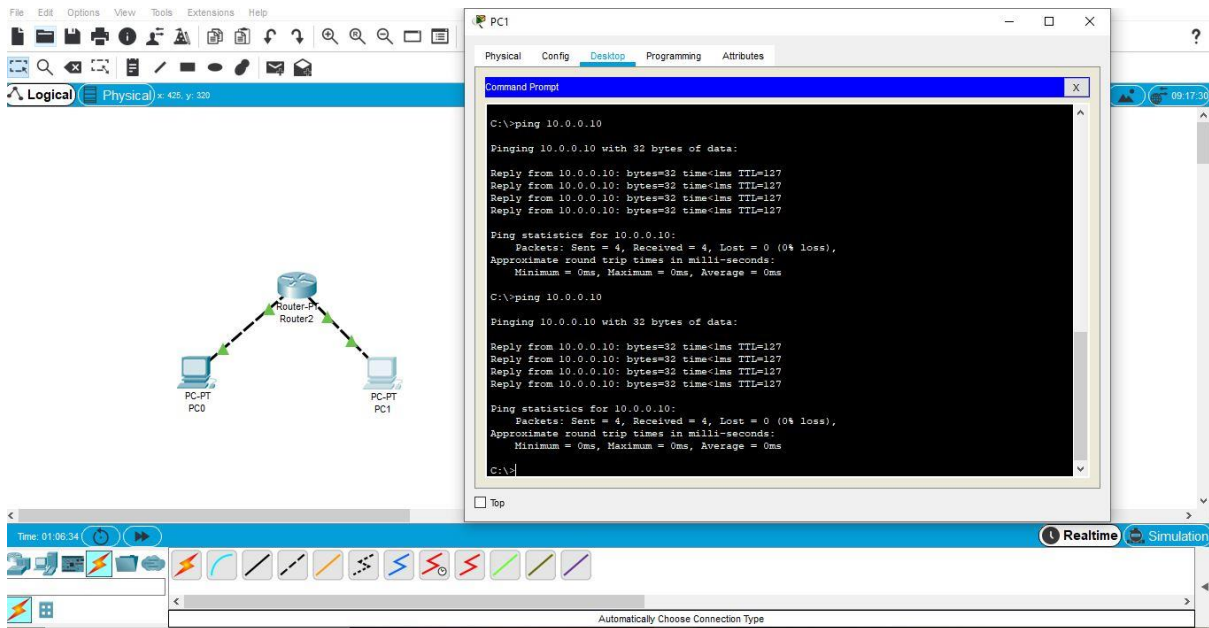 File Edit Options View Tools Extensions Help
PC1
?
Physical Config Desktop Programming Attributes
Logical Physical x: 425, y: 320
09:17:30
Command Prompt
X
C:\>ping 10.0.0.10
Pinging 10.0.0.10 with 32 bytes of data:
Reply from 10.0.0.10: bytes=32 time<1ms TTL=127
Reply from 10.0.0.10: bytes=32 time<1ms TTL=127
Reply from 10.0.0.10: bytes=32 time<1ms TTL=127
Reply from 10.0.0.10: bytes=32 time<1ms TTL=127
Ping statistics for 10.0.0.10:
Packets: Sent = 4, Received = 4, Lost = 0 (0% loss),
Approximate round trip times in milli-seconds:
Minimum = 0ms, Maximum = 0ms, Average = 0ms
C:\>ping 10.0.0.10
Pinging 10.0.0.10 with 32 bytes of data:
Reply from 10.0.0.10: bytes=32 time<1ms TTL=127
Reply from 10.0.0.10: bytes=32 time<1ms TTL=127
Reply from 10.0.0.10: bytes=32 time<1ms TTL=127
Reply from 10.0.0.10: bytes=32 time<1ms TTL=127
Ping statistics for 10.0.0.10:
Packets: Sent = 4, Received = 4, Lost = 0 (0% loss),
Approximate round trip times in milli-seconds:
Minimum = 0ms, Maximum = 0ms, Average = 0ms
C:\>
Top
Router-PT
Router2
PC-PT
PC0
PC-PT
PC1
Time: 01:06:34
Realtime Simulation
Automatically Choose Connection Type